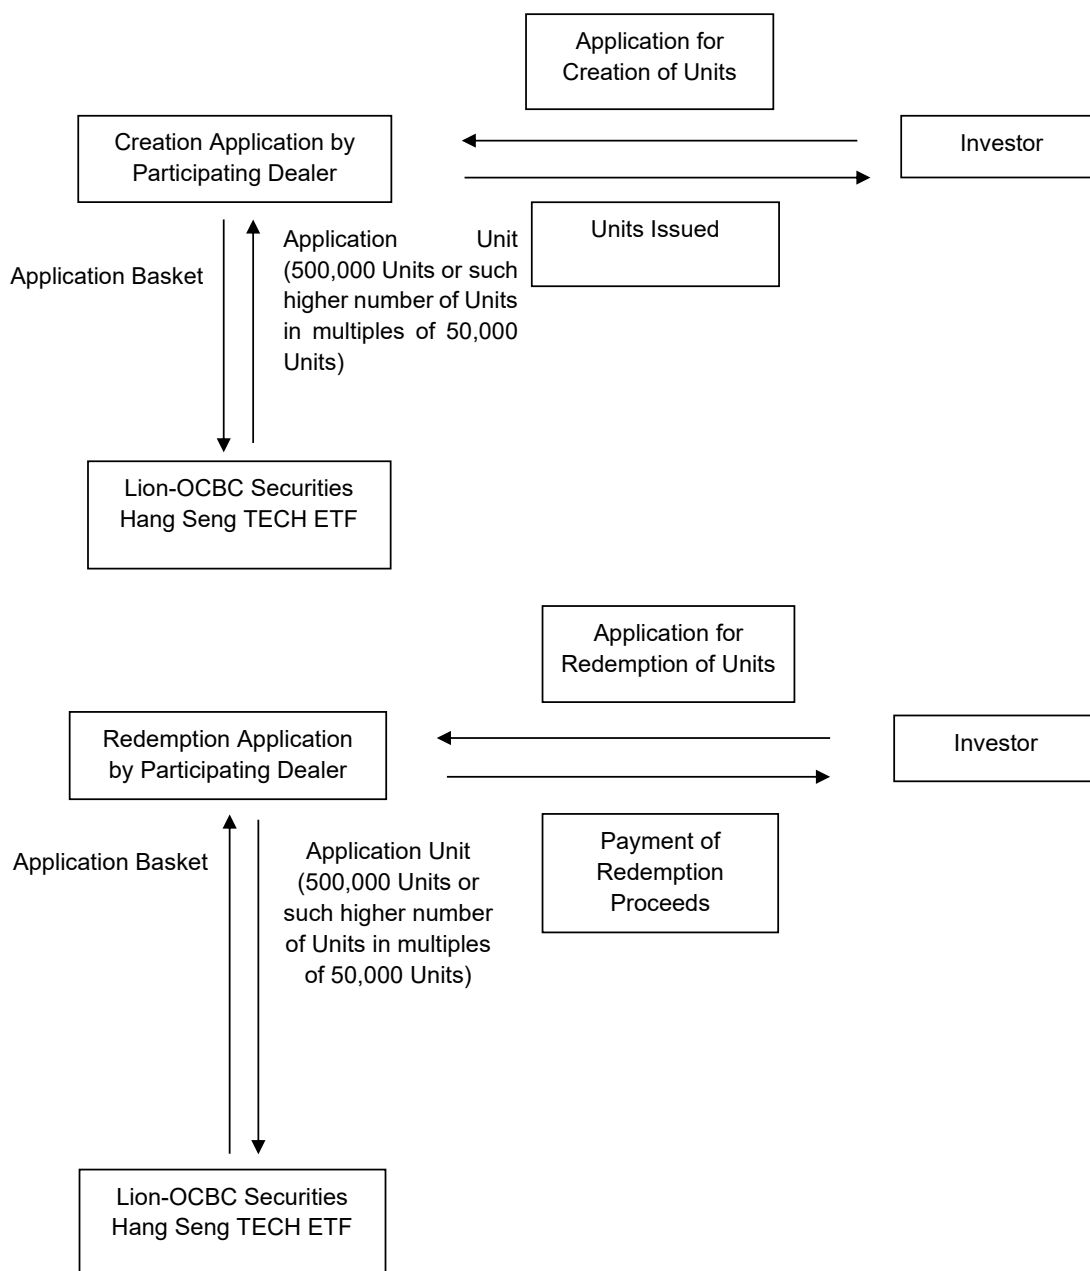 Application for
Creation of Units
Creation Application by
Participating Dealer
Investor
Units Issued
Application Basket
Application Unit
(500,000 Units or such
higher number of Units
in multiples of 50,000
Units)
Lion-OCBC Securities
Hang Seng TECH ETF
Application for
Redemption of Units
Redemption Application
by Participating Dealer
Investor
Payment of
Redemption
Proceeds
Application Basket
Application Unit
(500,000 Units or
such higher number
of Units in multiples
of 50,000 Units)
Lion-OCBC Securities
Hang Seng TECH ETF